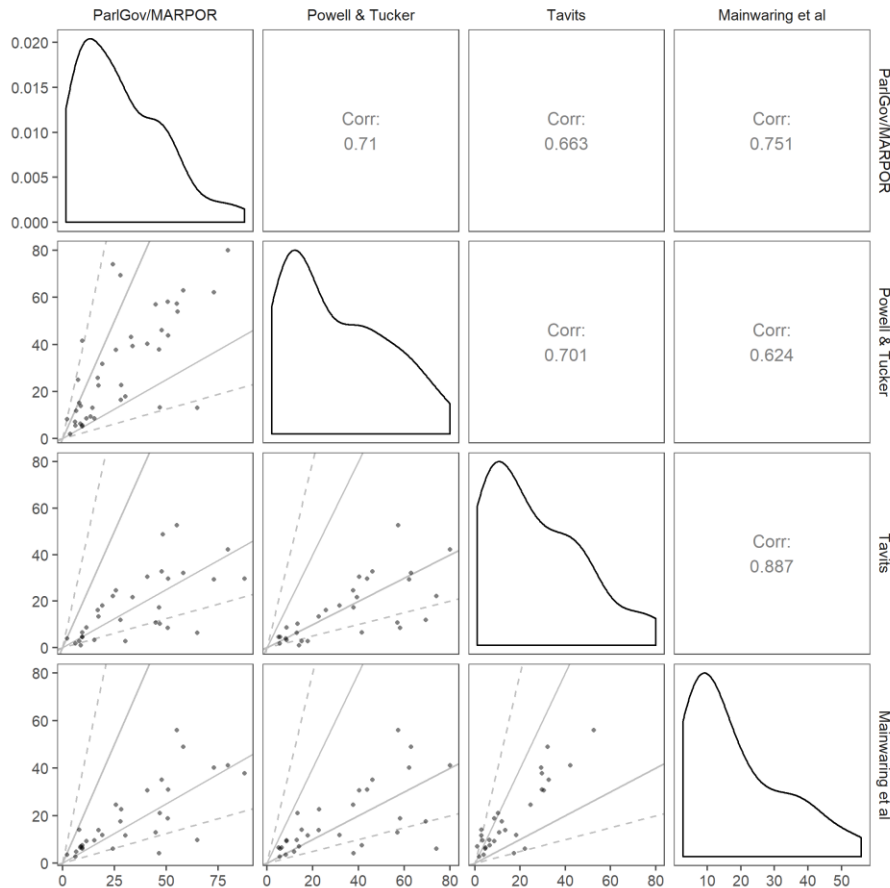 ParlGov/MARPOR Powell & Tucker Tavits Mainwaring et al
0.020
0.015
0.010
0.005
0.000
Corr:
0.71
Corr:
0.663
Corr:
0.751
ParlGov/MARPOR
80
60
40
20
0
Corr:
0.701
Corr:
0.624
Powell & Tucker
80
60
40
20
0
Corr:
0.887
Tavits
80
60
40
20
0
Mainwaring et al
0 25 50 75 0 20 40 60 80 0 20 40 60 80 10 20 30 40 50